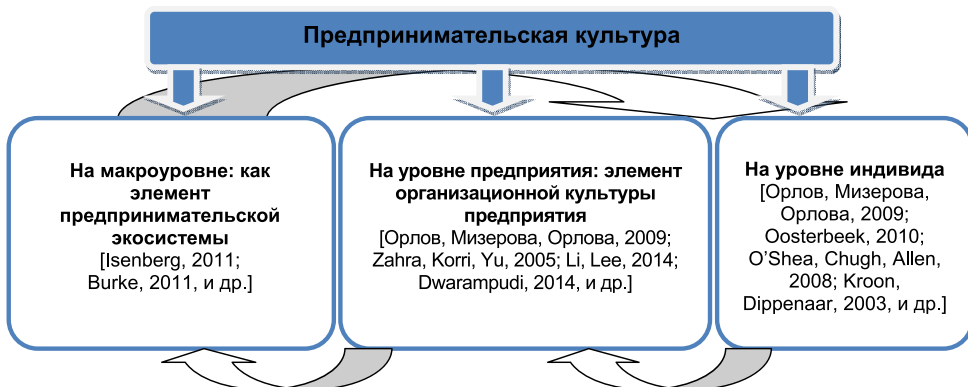 Предпринимательская культура
На макроуровне: как
элемент
предпринимательской
экосистемы
[Isenberg, 2011;
Burke, 2011, и др.]
На уровне предприятия: элемент
организационной культуры
предприятия
[Орлов, Мизерова, Орлова, 2009;
Zahra, Korri, Yu, 2005; Li, Lee, 2014;
Dwarampudi, 2014, и др.]
На уровне индивида
[Орлов, Мизерова,
Орлова, 2009;
Oosterbeek, 2010;
O’Shea, Chugh, Allen,
2008; Kroon,
Dippenaar, 2003, и др.]